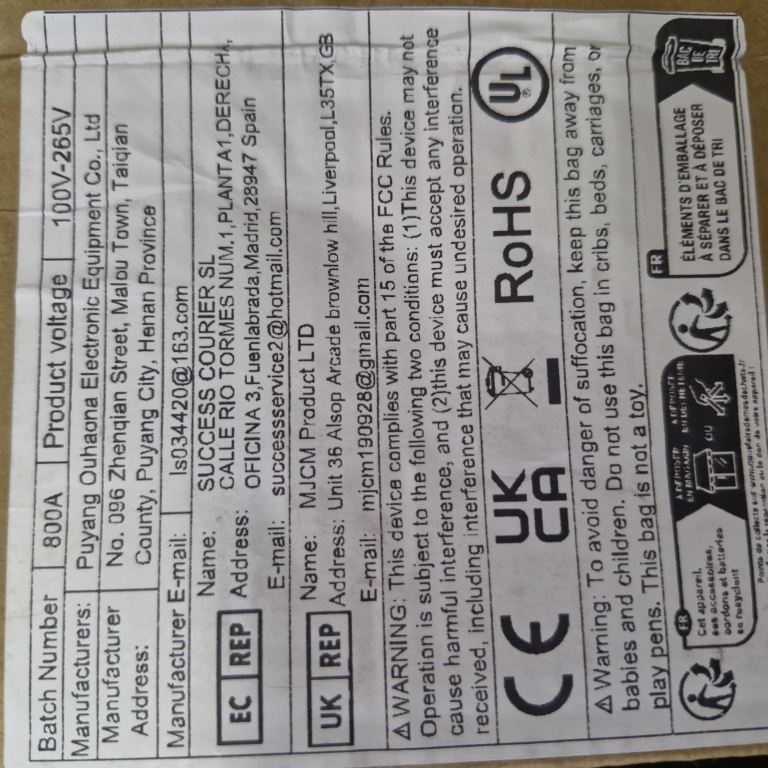 Batch Number 800A Product voltage 100V-265V
Manufacturers: Puyang Ouhaona Electronic Equipment Co., Ltd
Manufacturer Address: No. 096 Zhenqian Street, Malou Town, Taiqian
County, Puyang City, Henan Province
Manufacturer E-mail: ls034420@163.com
EC REP
Name: SUCCESS COURIER SL
Address: CALLE RIO TORMES NUM.1,PLANTA1,DERECHA,
OFICINA 3,Fuenlabrada,Madrid,28947 Spain
E-mail: successservice2@hotmail.com
UK REP
Name: MJCM Product LTD
Address: Unit 36 Alsop Arcade brownlow hill,Liverpool,L35TX,GB
E-mail: mjcm190928@gmail.com
⚠WARNING: This device complies with part 15 of the FCC Rules.
Operation is subject to the following two conditions: (1)This device may not
cause harmful interference, and (2)this device must accept any interference
received, including interference that may cause undesired operation.
CE UK CA RoHS UL®
⚠Warning: To avoid danger of suffocation, keep this bag away from
babies and children. Do not use this bag in cribs, beds, carriages, or
play pens. This bag is not a toy.
FR
Cet appareil,
ses accessoires,
cordons et batteries
se recyclent
À DÉPOSER
EN MAGASIN
OU
À DÉPOSER
EN DÉCHÈTERIE
FR
ÉLÉMENTS D'EMBALLAGE
À SÉPARER ET À DÉPOSER
DANS LE BAC DE TRI
BAC
DE
TRI